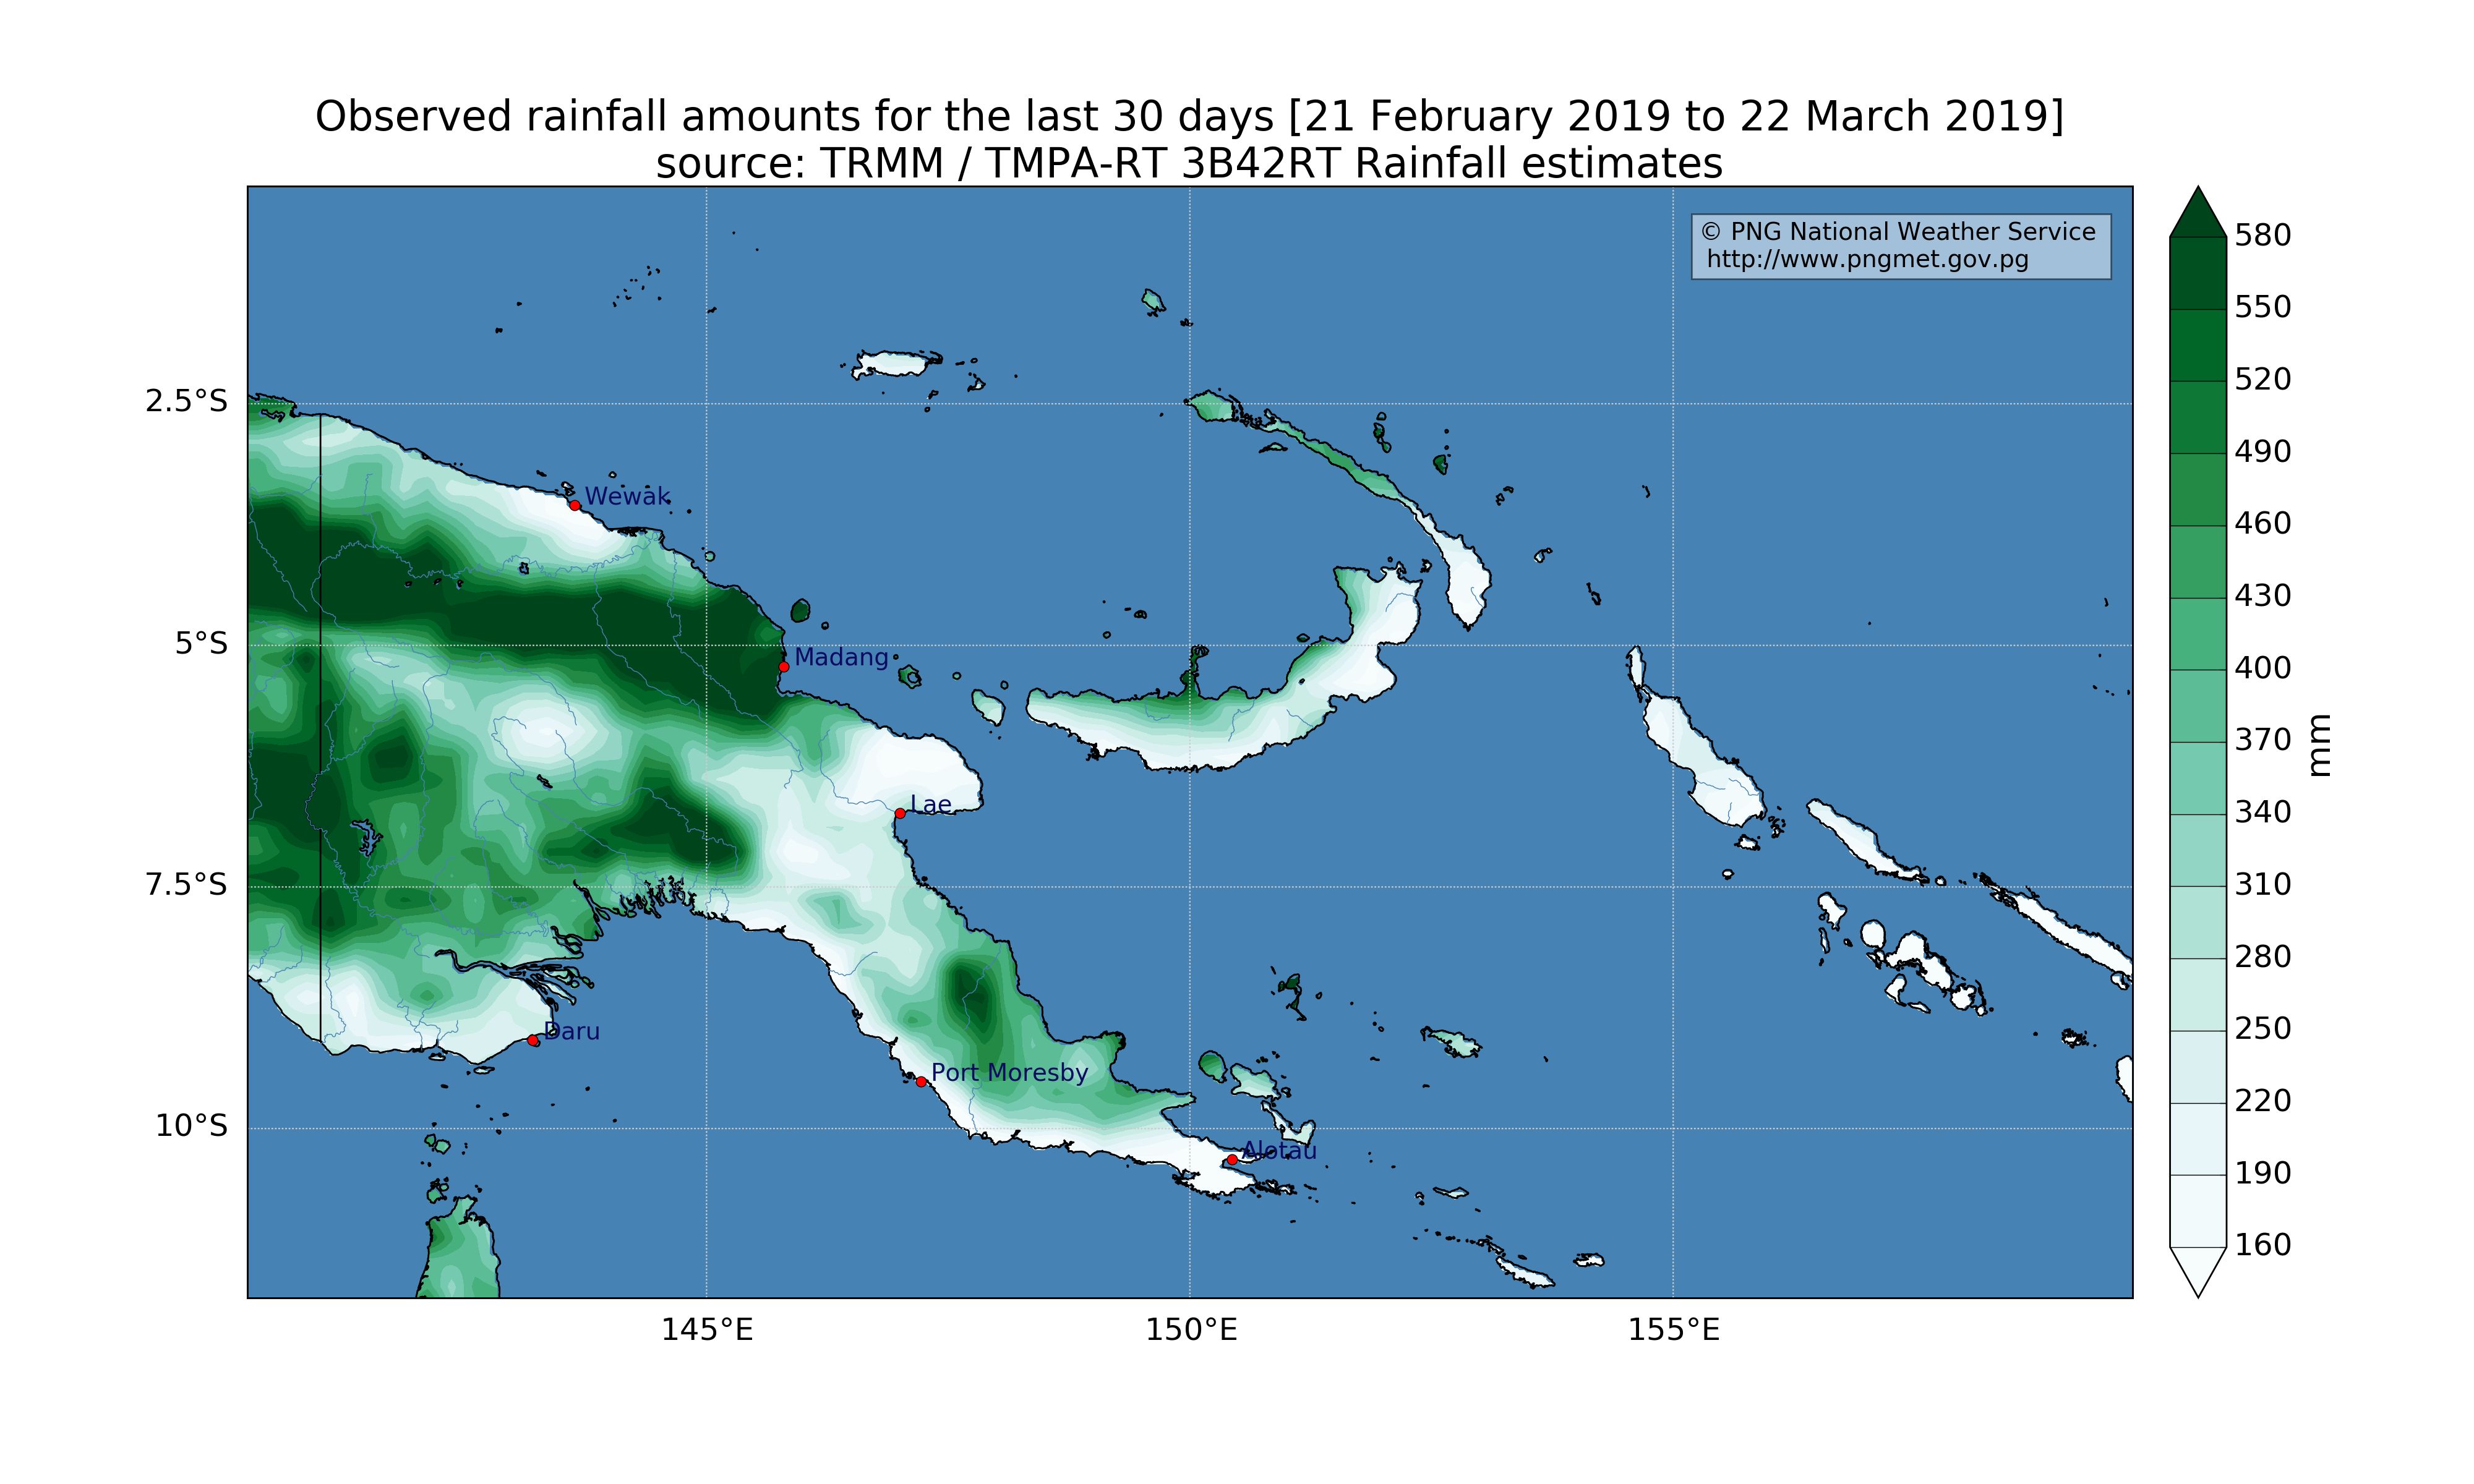 Observed rainfall amounts for the last 30 days [21 February 2019 to 22 March 2019]
source: TRMM / TMPA-RT 3B42RT Rainfall estimates
© PNG National Weather Service
http://www.pngmet.gov.pg
580
550
520
490
460
430
400
370
340
310
280
250
220
190
160
mm
2.5°S
5°S
7.5°S
10°S
Wewak
Madang
Lae
Daru
Port Moresby
Alotau
145°E
150°E
155°E